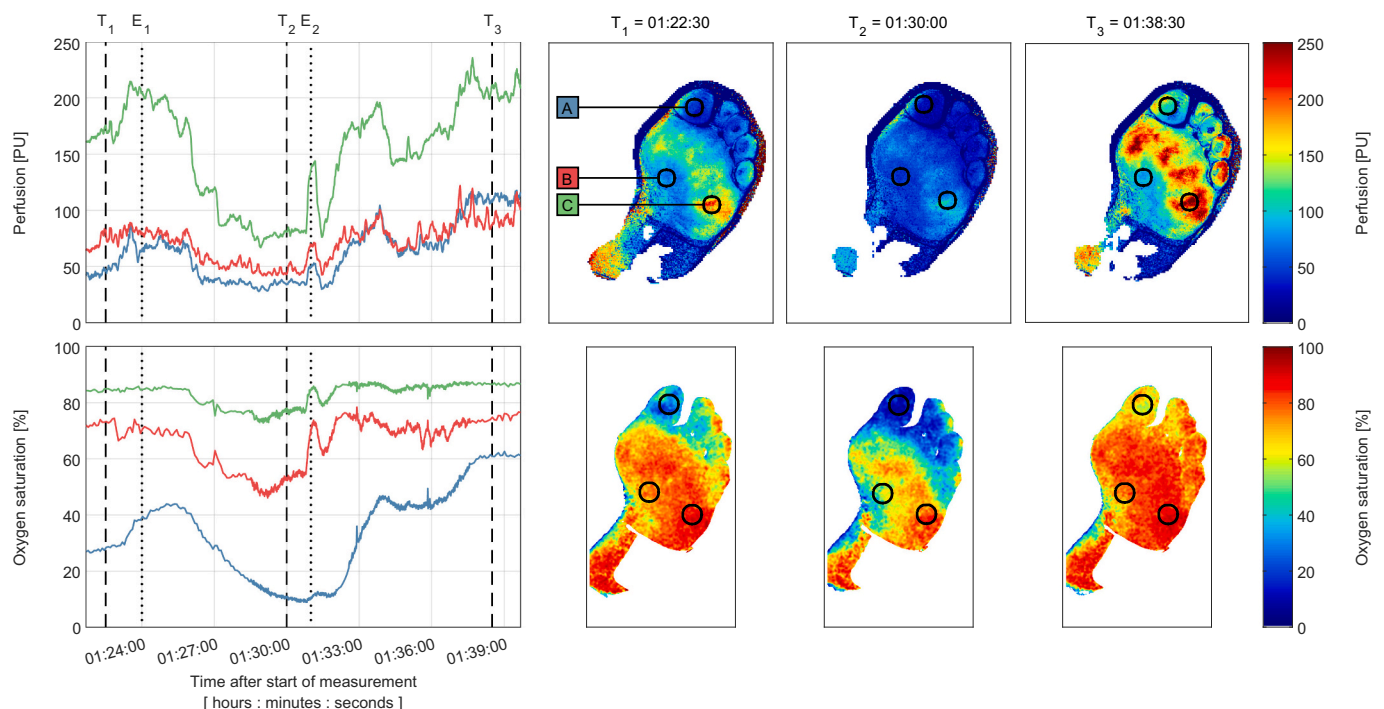 T1 E1 T2 E2 T3
T1 = 01:22:30
T2 = 01:30:00
T3 = 01:38:30
250
200
150
100
50
0
Perfusion [PU]
A
B
C
250
200
150
100
50
0
Perfusion [PU]
100
80
60
40
20
0
Oxygen saturation [%]
01:24:00 01:27:00 01:30:00 01:33:00 01:36:00 01:39:00
Time after start of measurement
[ hours : minutes : seconds ]
100
80
60
40
20
0
Oxygen saturation [%]